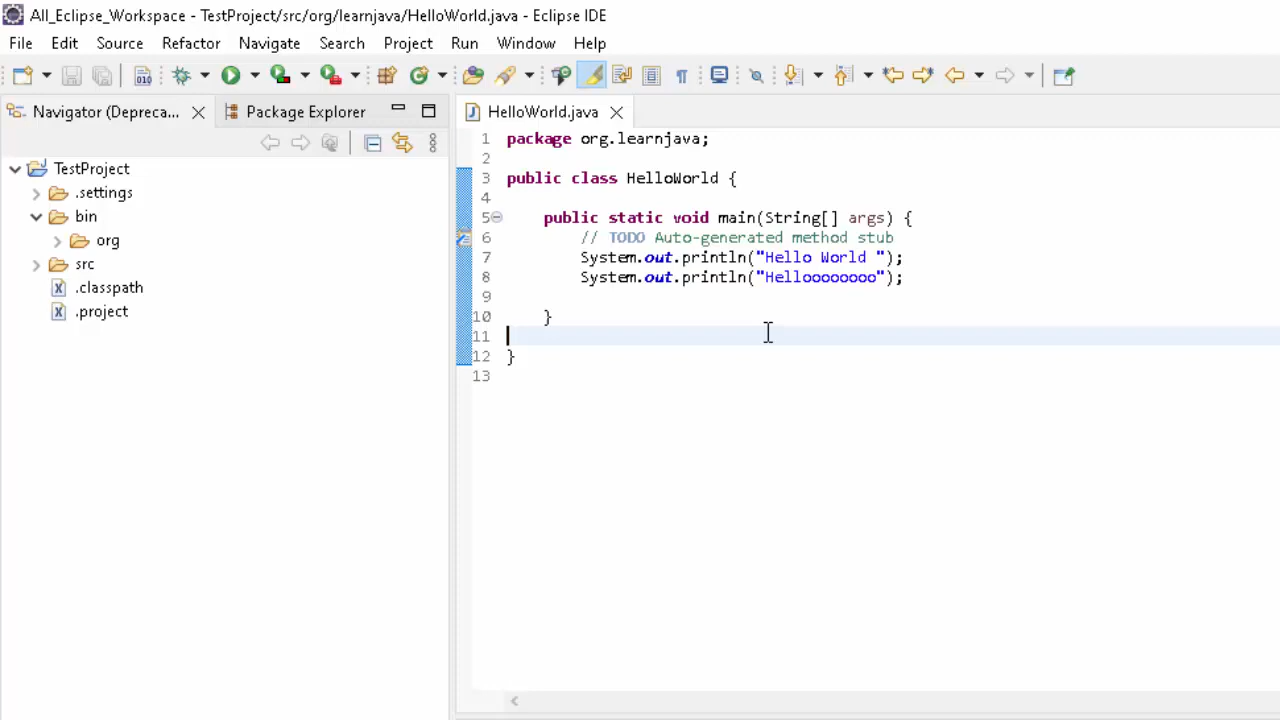 All_Eclipse_Workspace - TestProject/src/org/learnjava/HelloWorld.java - Eclipse IDE
File Edit Source Refactor Navigate Search Project Run Window Help
010
Navigator (Depreca... Package Explorer
HelloWorld.java
TestProject
.settings
bin
org
src
.classpath
.project
1 package org.learnjava;
2
3 public class HelloWorld {
4
5 public static void main(String[] args) {
6 // TODO Auto-generated method stub
7 System.out.println("Hello World ");
8 System.out.println("Helloooooooo");
9
10 }
11
12 }
13